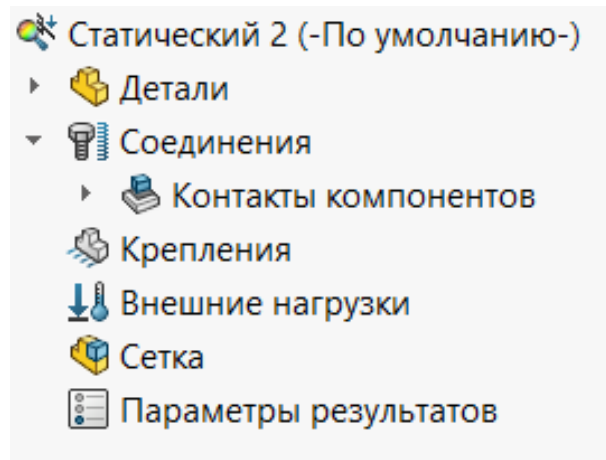 Статический 2 (-По умолчанию-)
Детали
Соединения
Контакты компонентов
Крепления
Внешние нагрузки
Сетка
Параметры результатов